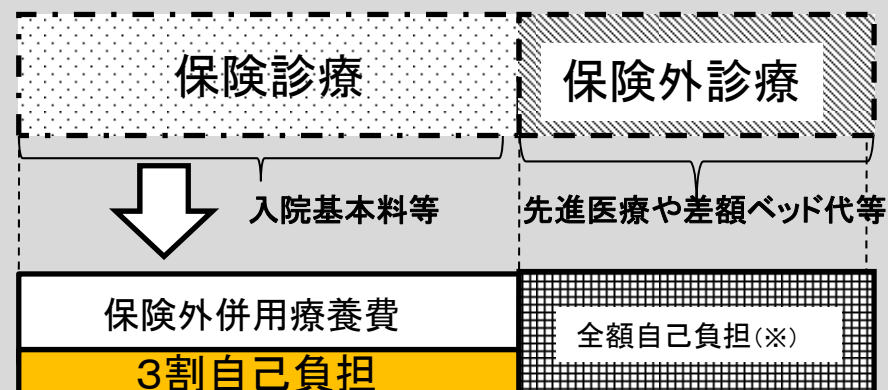 保険診療
保険外診療
入院基本料等
先進医療や差額ベッド代等
保険外併用療養費
全額自己負担(※)
3割自己負担